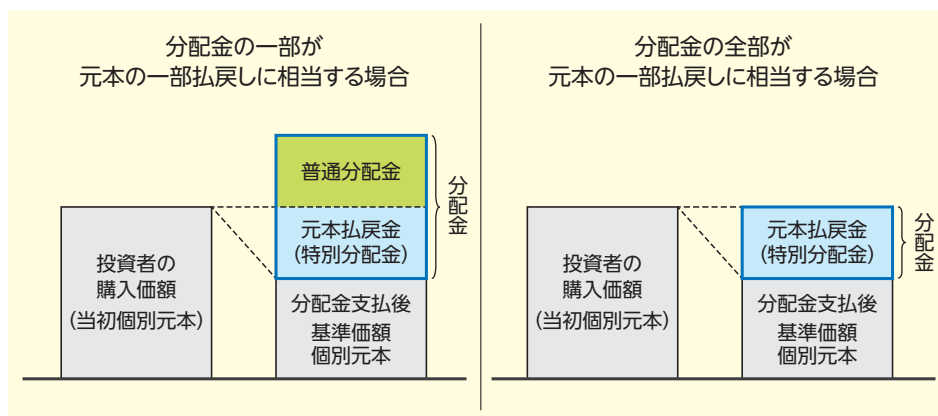 分配金の一部が
元本の一部払戻しに相当する場合
普通分配金
元本払戻金
(特別分配金)
分配金
投資者の
購入価額
(当初個別元本)
分配金支払後
基準価額
個別元本
分配金の全部が
元本の一部払戻しに相当する場合
元本払戻金
(特別分配金)
分配金
投資者の
購入価額
(当初個別元本)
分配金支払後
基準価額
個別元本